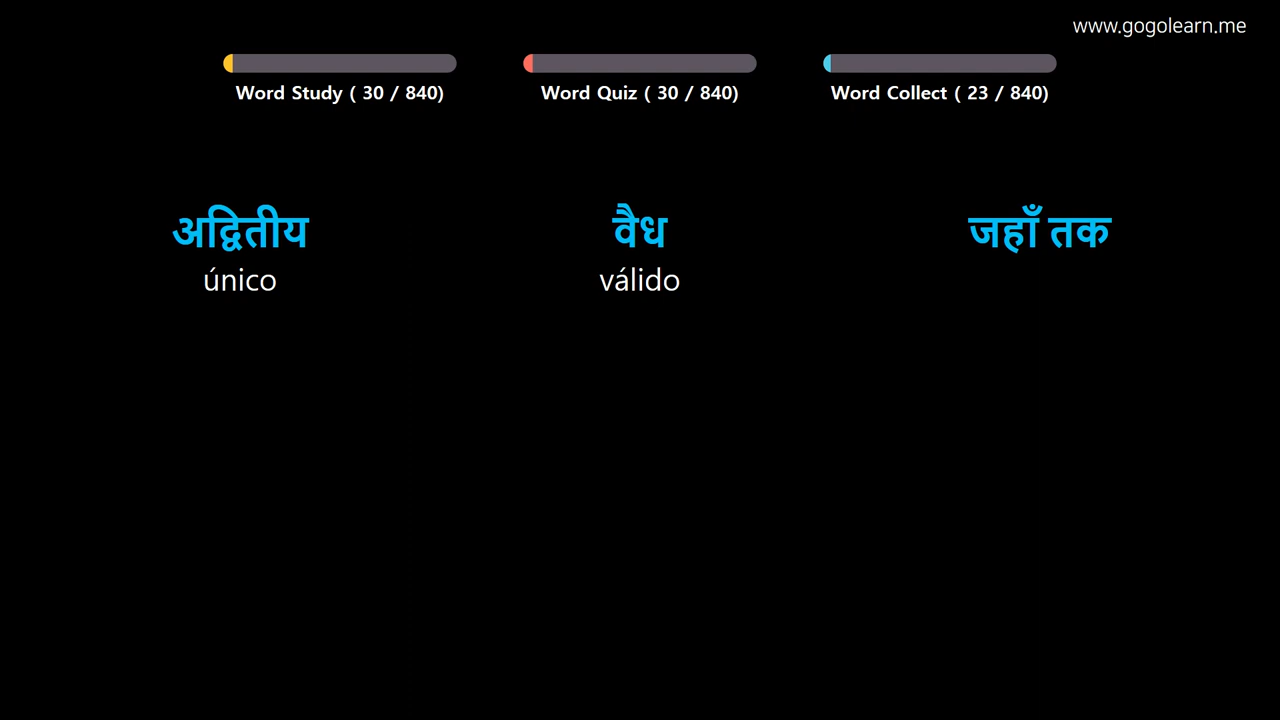 www.gogolearn.me
Word Study ( 30 / 840)
Word Quiz ( 30 / 840)
Word Collect ( 23 / 840)
अद्वितीय
वैध
जहाँ तक
único
válido